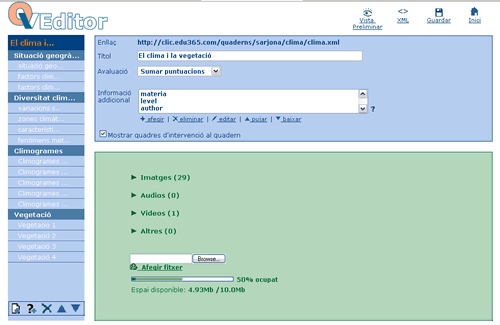 QVEditor
Vista Preliminar
XML
Guardar
Inici
El clima i...
Situació geogrà...
situació geo...
factors clim...
factors clim...
Diversitat clim...
variacions s...
zones climàt...
característi...
fenòmens met...
Climogrames
Climogrames ...
Climogrames ...
Climogrames ...
Climogrames ...
Vegetació
Vegetació 1
Vegetació 2
Vegetació 3
Vegetació 4
Enllaç http://clic.edu365.com/quaderns/sarjona/clima/clima.xml
Títol El clima i la vegetació
Avaluació Sumar puntuacions
Informació addicional
materia
level
author
?
afegir | eliminar | editar | pujar | baixar
Mostrar quadres d'intervenció al quadern
Imatges (29)
Audios (0)
Videos (1)
Altres (0)
Browse...
Afegir fitxer
50% ocupat
Espai disponible: 4.93Mb /10.0Mb